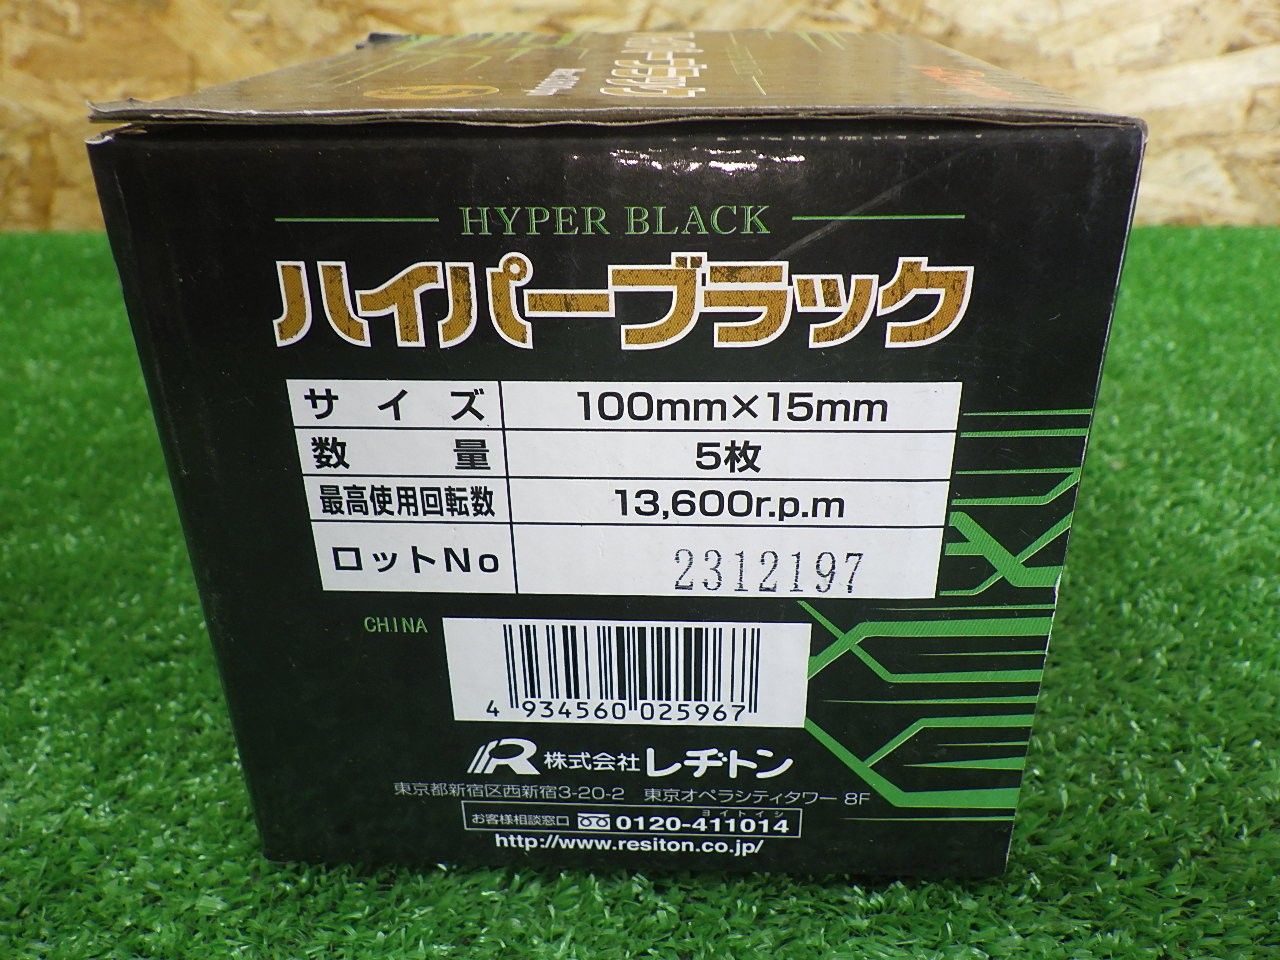 HYPER BLACK
ハイパーブラック
サイズ 100mm×15mm
数量 5枚
最高使用回転数 13,600r.p.m
ロットNo 2312197
CHINA
4 934560 025967
株式会社レヂトン
東京都新宿区西新宿3-20-2 東京オペラシティタワー 8F
ヨイトイシ
お客様相談窓口 0120-411014
http://www.resiton.co.jp/